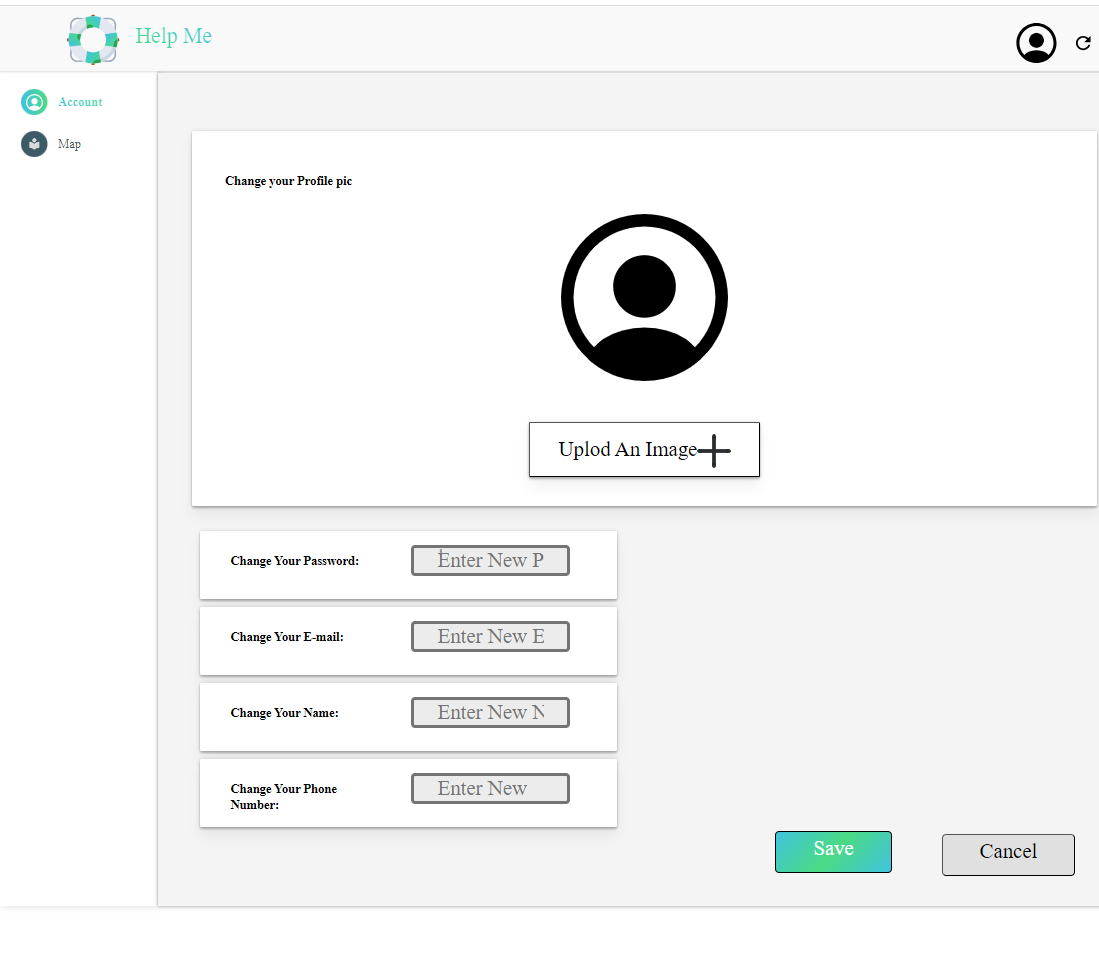 Help Me
Account
Map
Change your Profile pic
Uplod An Image
Change Your Password:
Enter New P
Change Your E-mail:
Enter New E
Change Your Name:
Enter New N
Change Your Phone
Number:
Enter New
Save
Cancel